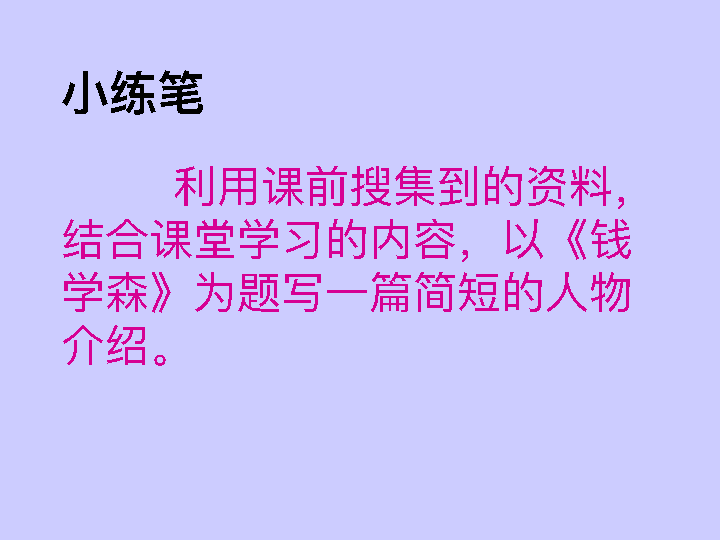 小练笔
利用课前搜集到的资料，
结合课堂学习的内容，以《钱
学森》为题写一篇简短的人物
介绍。